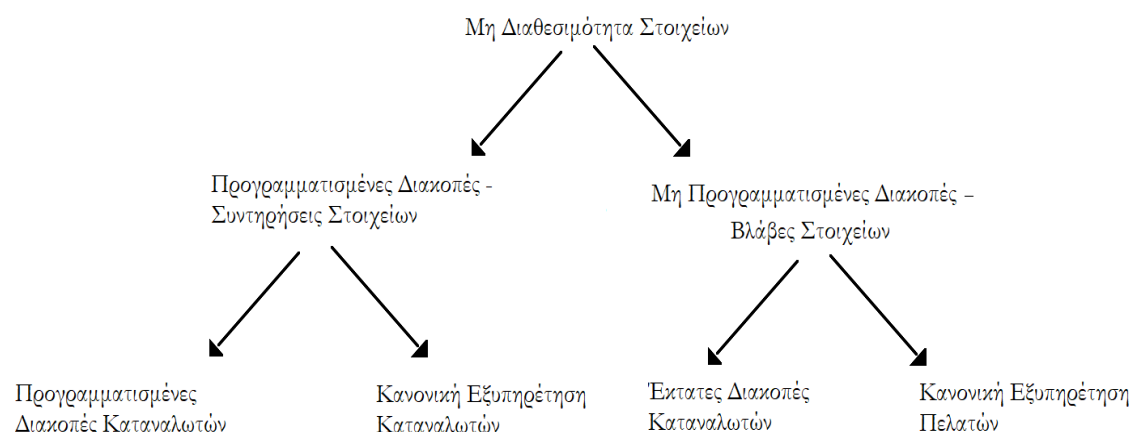 Μη Διαθεσιμότητα Στοιχείων
Προγραμματισμένες Διακοπές -
Συντηρήσεις Στοιχείων
Μη Προγραμματισμένες Διακοπές –
Βλάβες Στοιχείων
Προγραμματισμένες
Διακοπές Καταναλωτών
Κανονική Εξυπηρέτηση
Καταναλωτών
Έκτατες Διακοπές
Καταναλωτών
Κανονική Εξυπηρέτηση
Πελατών